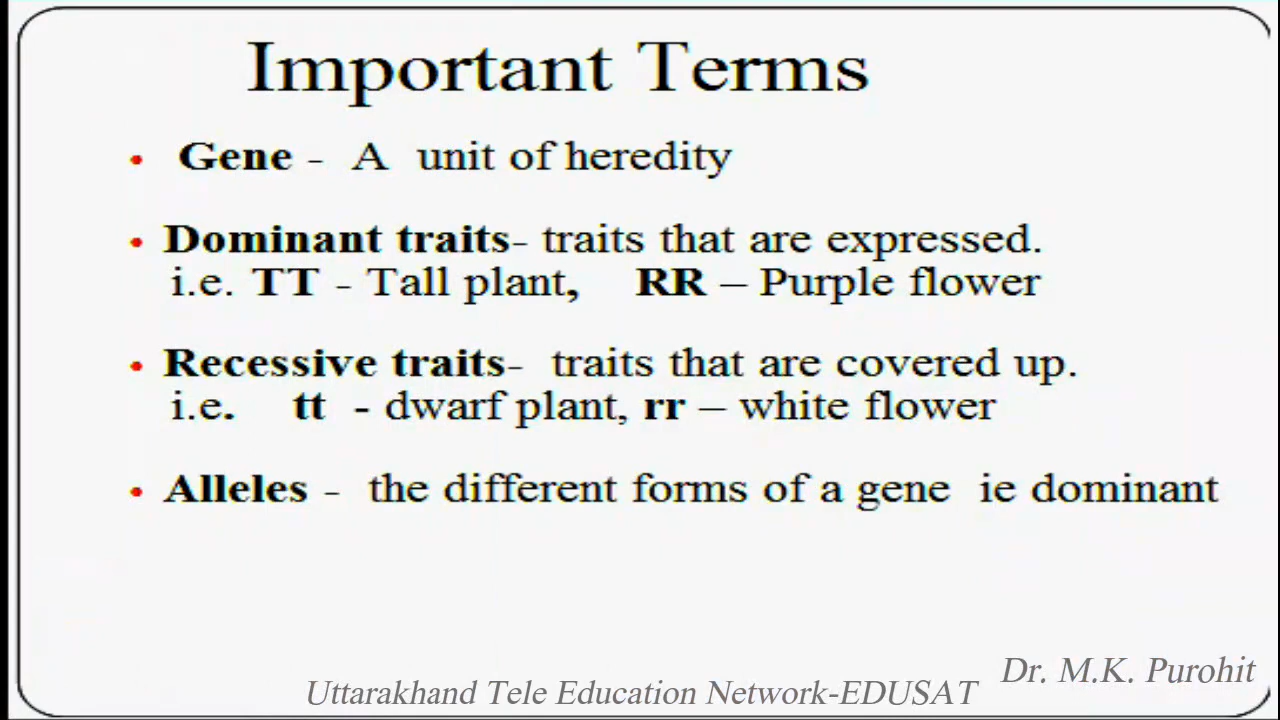 Important Terms
• Gene - A unit of heredity
• Dominant traits- traits that are expressed.
i.e. TT - Tall plant, RR – Purple flower
• Recessive traits- traits that are covered up.
i.e. tt - dwarf plant, rr – white flower
• Alleles - the different forms of a gene ie dominant
Dr. M.K. Purohit
Uttarakhand Tele Education Network-EDUSAT